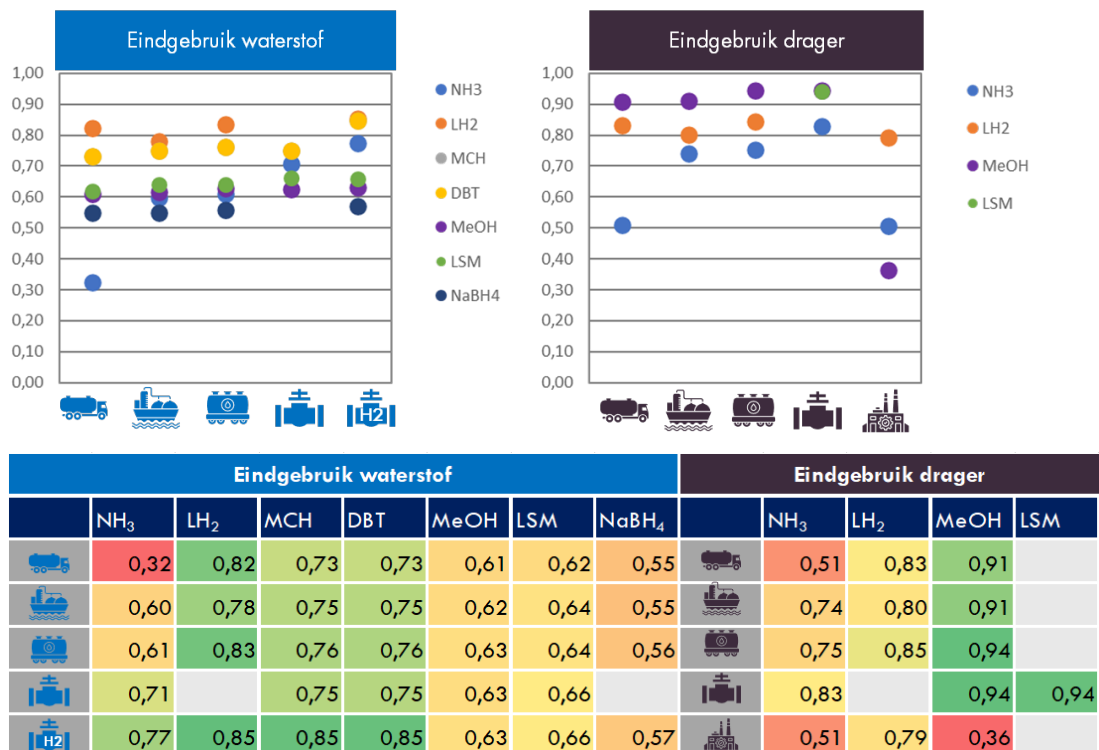 Eindgebruik waterstof
1,00
0,90
0,80
0,70
0,60
0,50
0,40
0,30
0,20
0,10
0,00
NH3
LH2
MCH
DBT
MeOH
LSM
NaBH4
H2
Eindgebruik drager
1,00
0,90
0,80
0,70
0,60
0,50
0,40
0,30
0,20
0,10
0,00
NH3
LH2
MeOH
LSM
Eindgebruik waterstof Eindgebruik drager
NH₃ LH₂ MCH DBT MeOH LSM NaBH₄ NH₃ LH₂ MeOH LSM
0,32 0,82 0,73 0,73 0,61 0,62 0,55 0,51 0,83 0,91
0,60 0,78 0,75 0,75 0,62 0,64 0,55 0,74 0,80 0,91
0,61 0,83 0,76 0,76 0,63 0,64 0,56 0,75 0,85 0,94
0,71 0,75 0,75 0,63 0,66 0,83 0,94 0,94
H2 0,77 0,85 0,85 0,85 0,63 0,66 0,57 0,51 0,79 0,36